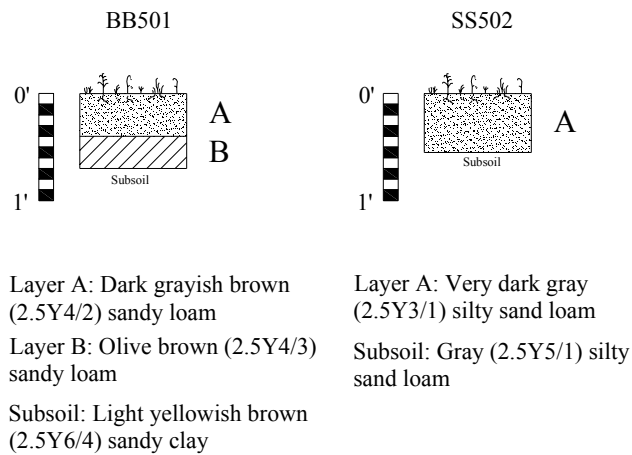 BB501
0'
A
B
Subsoil
1'
Layer A: Dark grayish brown
(2.5Y4/2) sandy loam
Layer B: Olive brown (2.5Y4/3)
sandy loam
Subsoil: Light yellowish brown
(2.5Y6/4) sandy clay
SS502
0'
A
Subsoil
1'
Layer A: Very dark gray
(2.5Y3/1) silty sand loam
Subsoil: Gray (2.5Y5/1) silty
sand loam